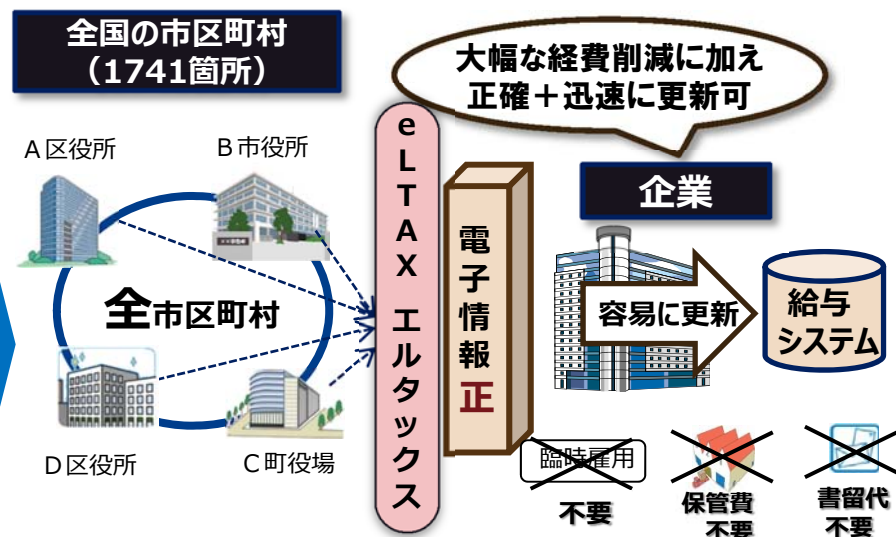 全国の市区町村
（1741箇所）
大幅な経費削減に加え
正確＋迅速に更新可
A区役所
B市役所
全市区町村
D区役所
C町役場
eLTAX エルタックス
電子情報 正
企業
容易に更新
給与
システム
臨時雇用
不要
保管費
不要
書留代
不要